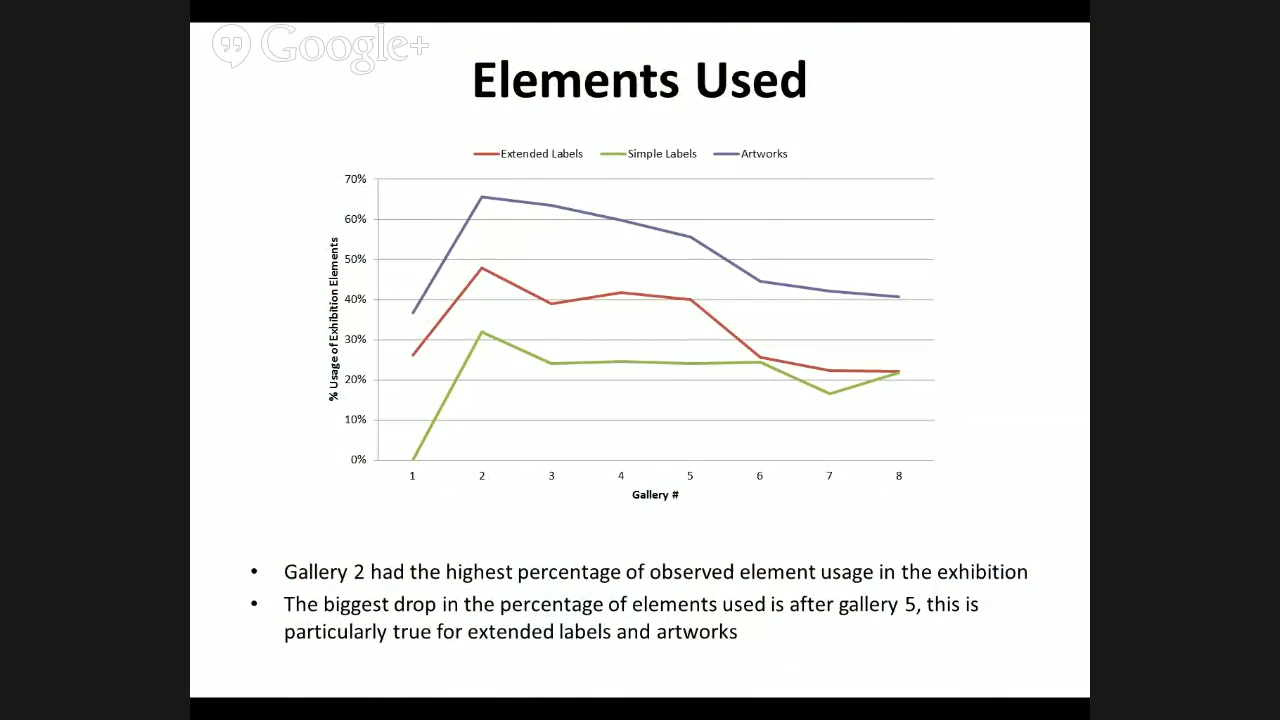 Google+
Elements Used
Extended Labels Simple Labels Artworks
% Usage of Exhibition Elements
70%
60%
50%
40%
30%
20%
10%
0%
1 2 3 4 5 6 7 8
Gallery #
• Gallery 2 had the highest percentage of observed element usage in the exhibition
• The biggest drop in the percentage of elements used is after gallery 5, this is
particularly true for extended labels and artworks